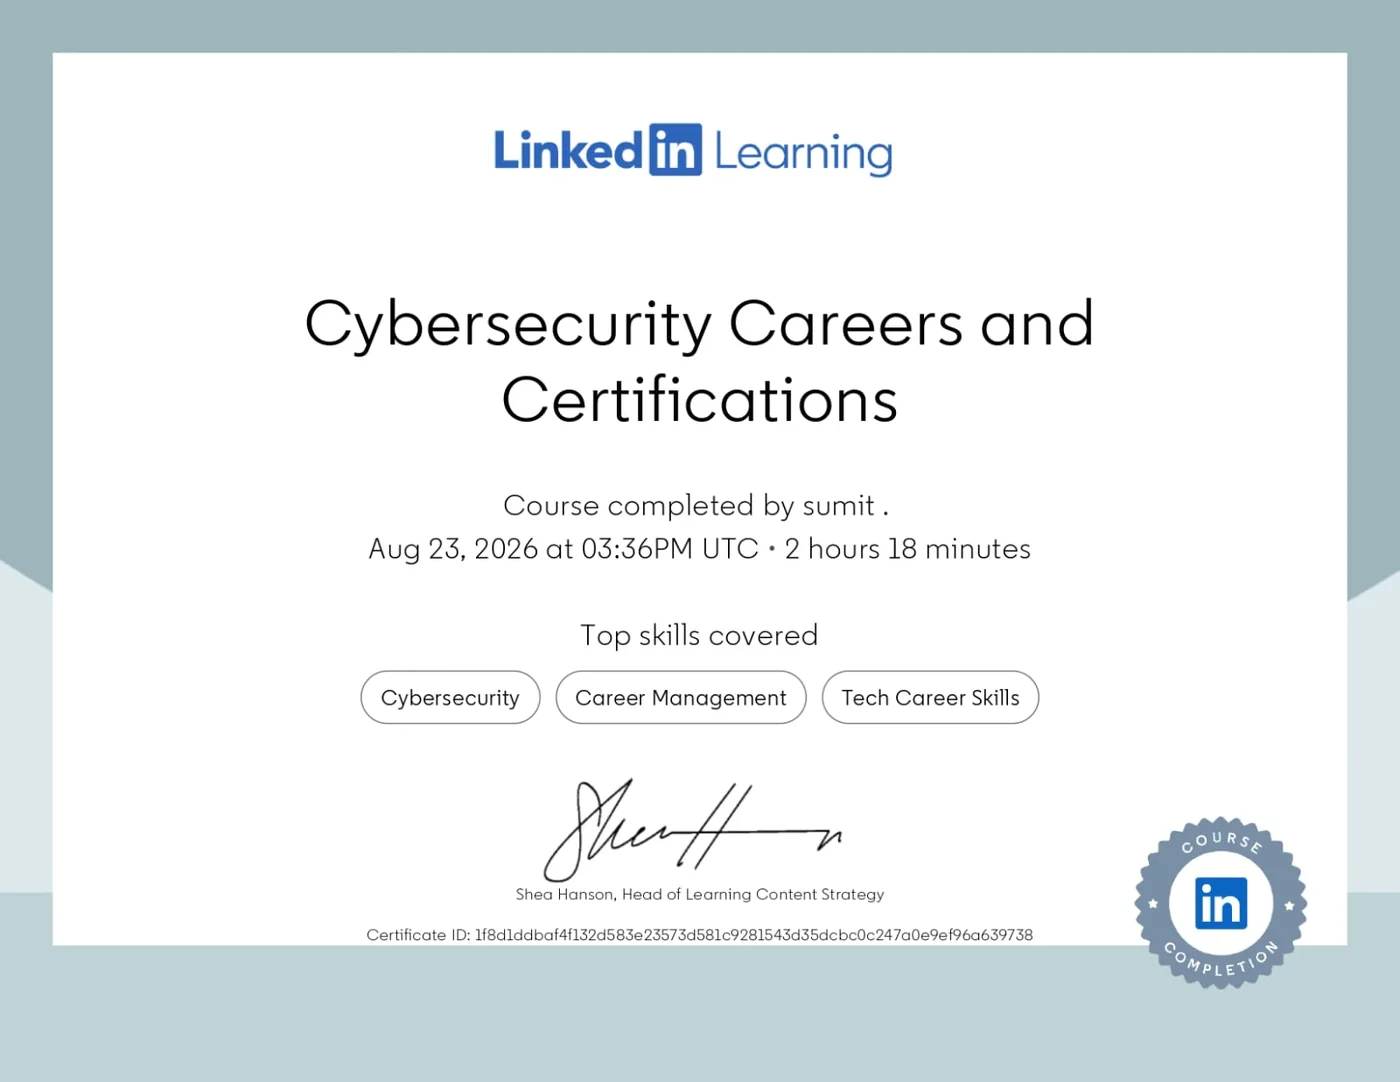 Linked in Learning
Cybersecurity Careers and
Certifications
Course completed by sumit .
Aug 23, 2026 at 03:36PM UTC • 2 hours 18 minutes
Top skills covered
Cybersecurity
Career Management
Tech Career Skills
Shea Hanson, Head of Learning Content Strategy
Certificate ID: 1f8d1ddbaf4f132d583e23573d581c9281543d35dcbc0c247a0e9ef96a639738
COURSE
in
COMPLETION